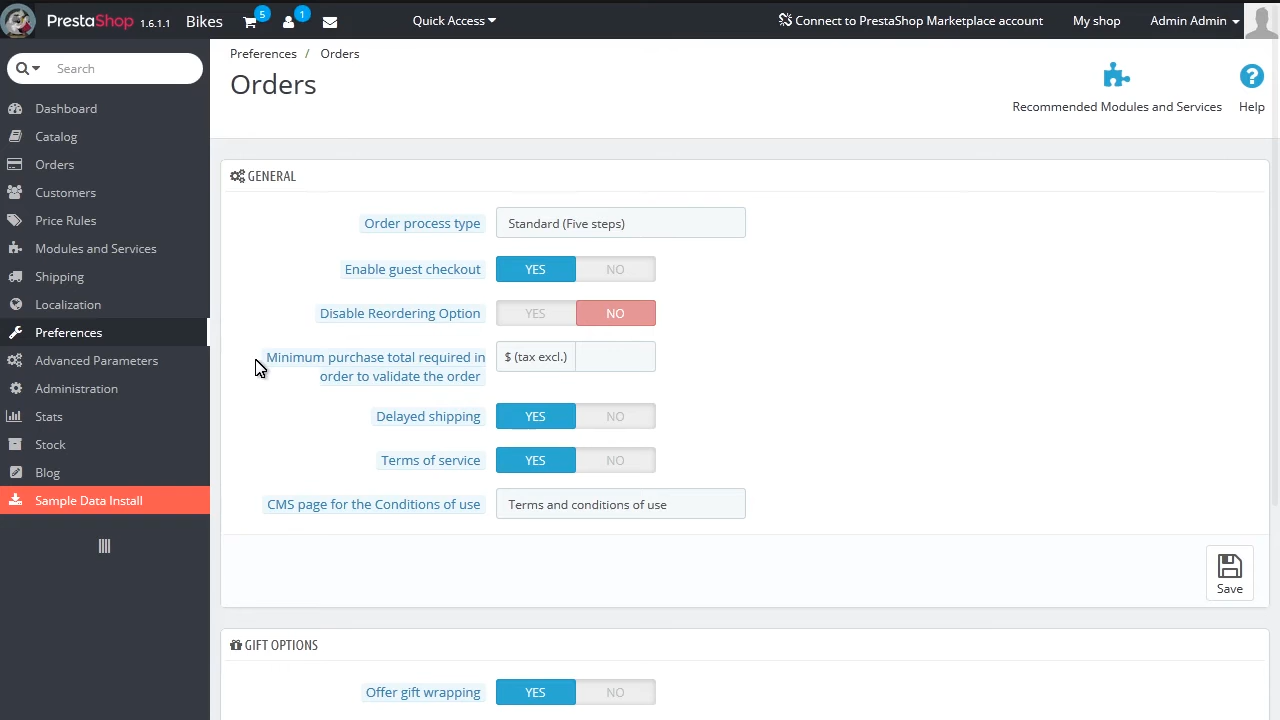 PrestaShop 1.6.1.1 Bikes 5 1 Quick Access Connect to PrestaShop Marketplace account My shop Admin Admin
Search
Dashboard
Catalog
Orders
Customers
Price Rules
Modules and Services
Shipping
Localization
Preferences
Advanced Parameters
Administration
Stats
Stock
Blog
Sample Data Install
Preferences / Orders
Orders
Recommended Modules and Services
Help
GENERAL
Order process type Standard (Five steps)
Enable guest checkout YES NO
Disable Reordering Option YES NO
Minimum purchase total required in
order to validate the order
$ (tax excl.)
Delayed shipping YES NO
Terms of service YES NO
CMS page for the Conditions of use Terms and conditions of use
Save
GIFT OPTIONS
Offer gift wrapping YES NO